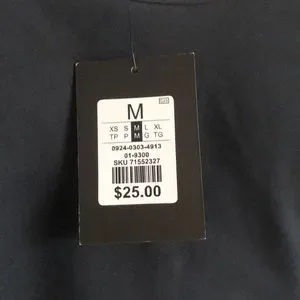 M
XS S M L XL
TP P M G TG
0924-0303-4913
01-9300
SKU 71552327
$25.00